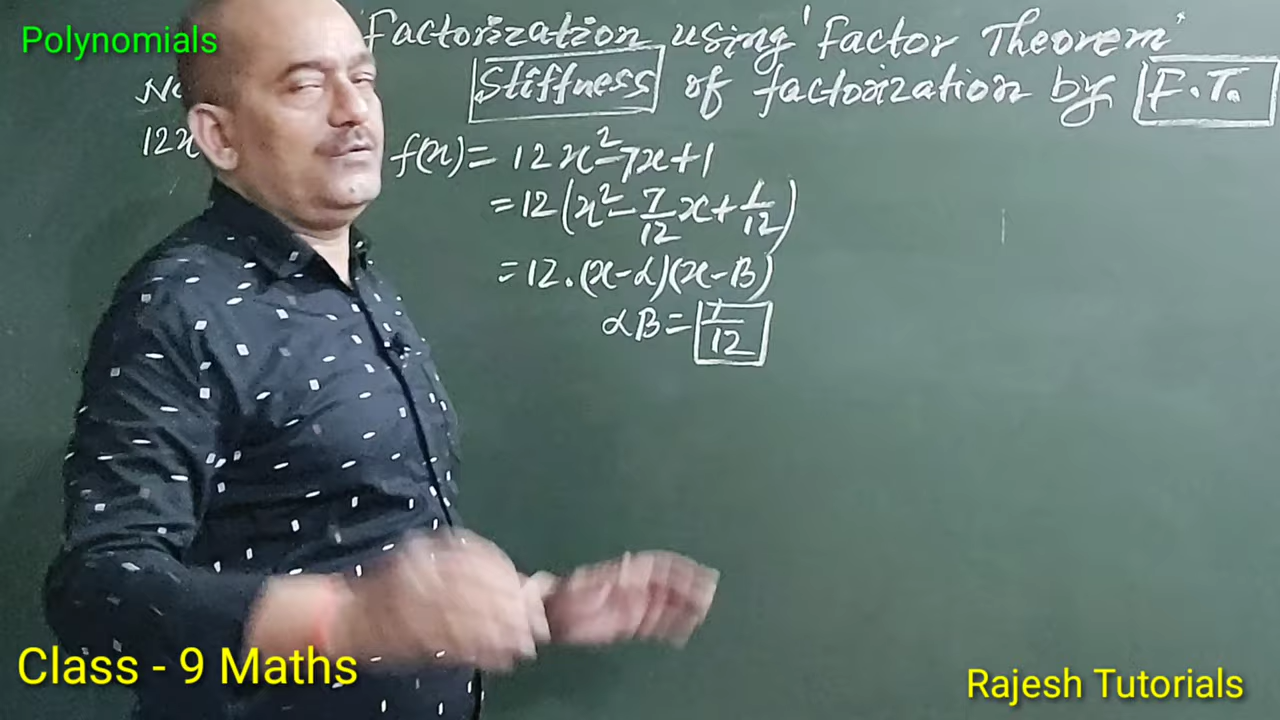 Polynomials
'Factorization using' Factor Theorem"
Stiffness of factorization by F.T.
12x
f(x) = 12x² - 7x + 1
= 12(x² - 7/12 x + 1/12)
= 12.(x - α)(x - β)
αβ = 1/12
Class - 9 Maths
Rajesh Tutorials